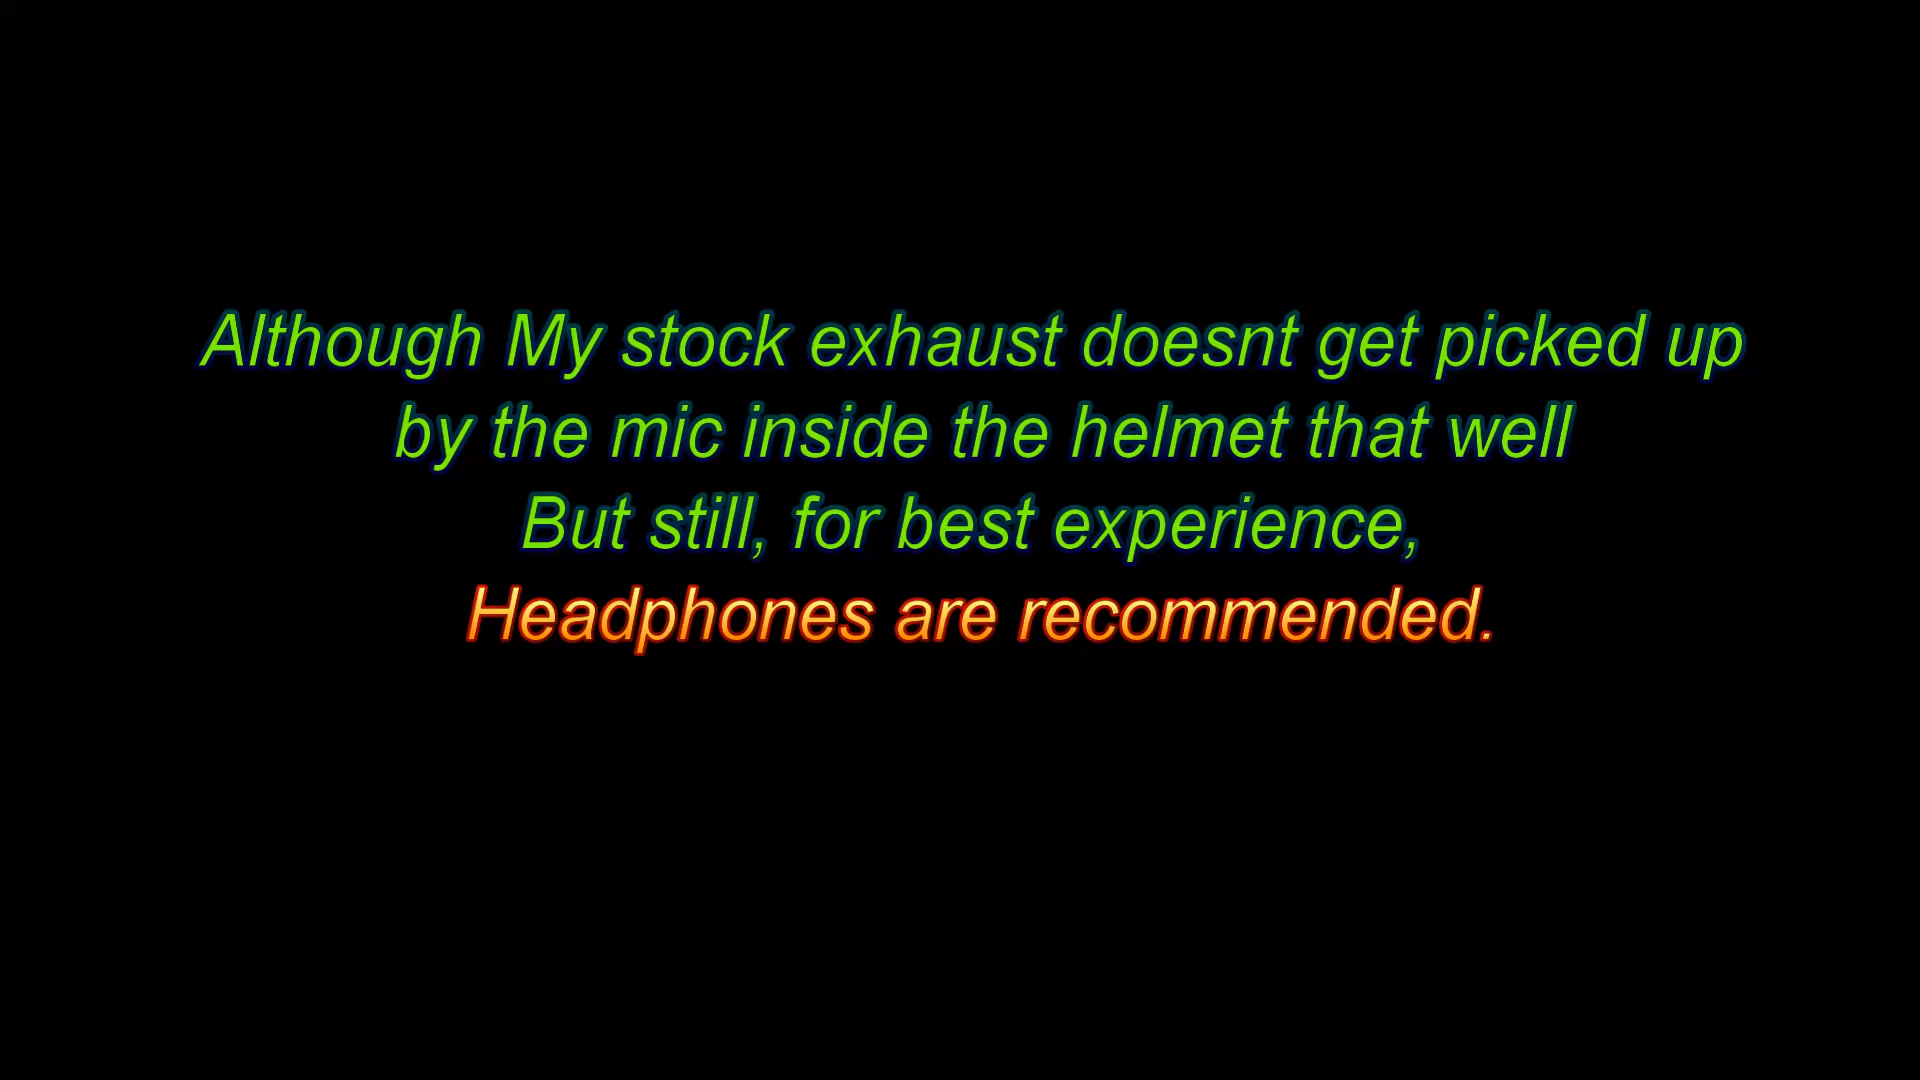 Although My stock exhaust doesnt get picked up
by the mic inside the helmet that well
But still, for best experience,
Headphones are recommended.